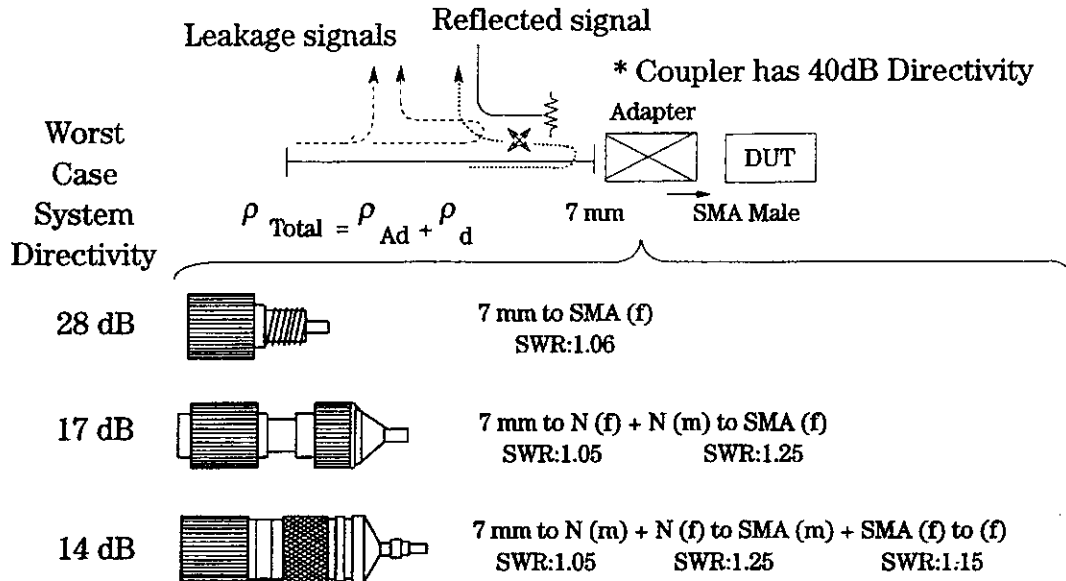 Leakage signals
Reflected signal
* Coupler has 40dB Directivity
Adapter
DUT
7 mm
SMA Male
Worst
Case
System
Directivity
ρ Total = ρ Ad + ρ d
28 dB
7 mm to SMA (f)
SWR:1.06
17 dB
7 mm to N (f) + N (m) to SMA (f)
SWR:1.05 SWR:1.25
14 dB
7 mm to N (m) + N (f) to SMA (m) + SMA (f) to (f)
SWR:1.05 SWR:1.25 SWR:1.15